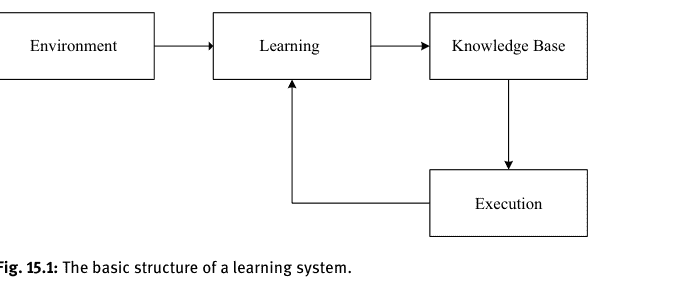 Environment
Learning
Knowledge Base
Execution
Fig. 15.1: The basic structure of a learning system.